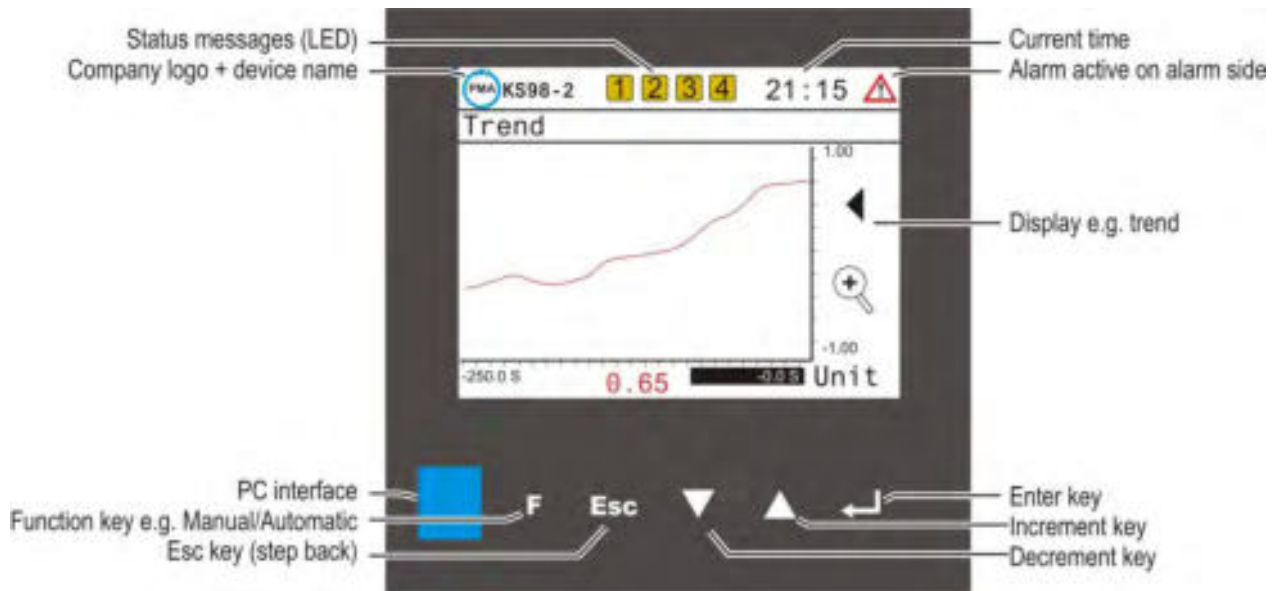 Status messages (LED)
Company logo + device name
Current time
Alarm active on alarm side
PMA KS98-2 1 2 3 4 21:15
Trend
1.00
Display e.g. trend
-1.00
-250.0 S 0.65 -0.0 S Unit
PC interface
Function key e.g. Manual/Automatic
Esc key (step back)
F Esc
Enter key
Increment key
Decrement key